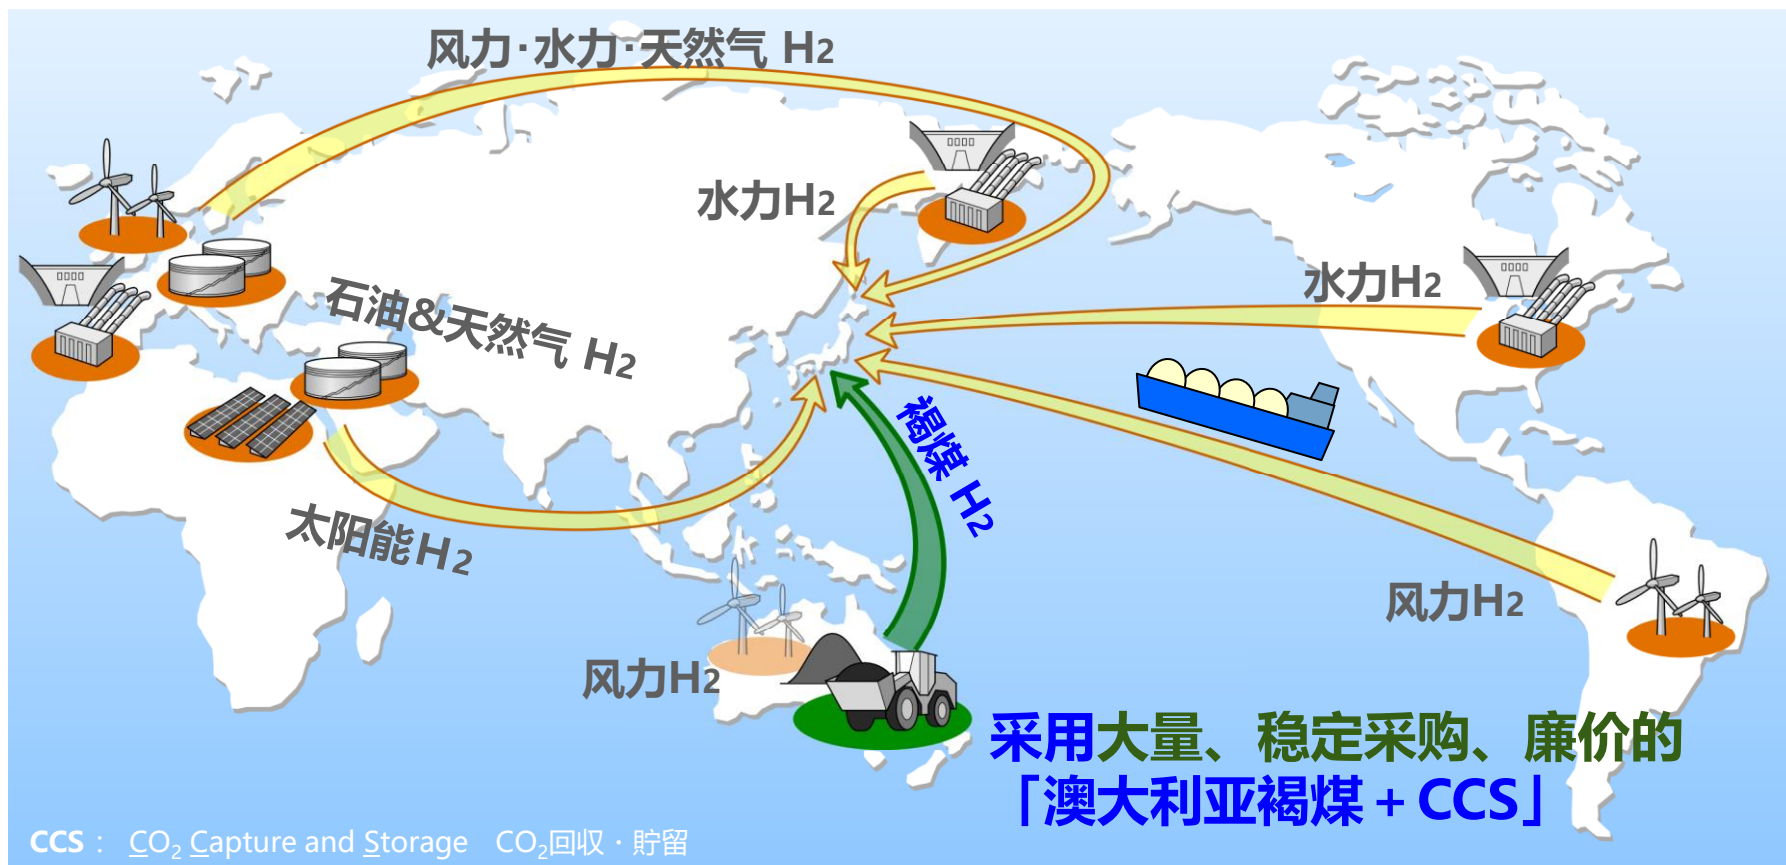 风力·水力·天然气 H2
水力H2
水力H2
石油&天然气 H2
褐煤 H2
太阳能H2
风力H2
风力H2
采用大量、稳定采购、廉价的
「澳大利亚褐煤+CCS」
CCS： CO2 Capture and Storage CO2回収・貯留